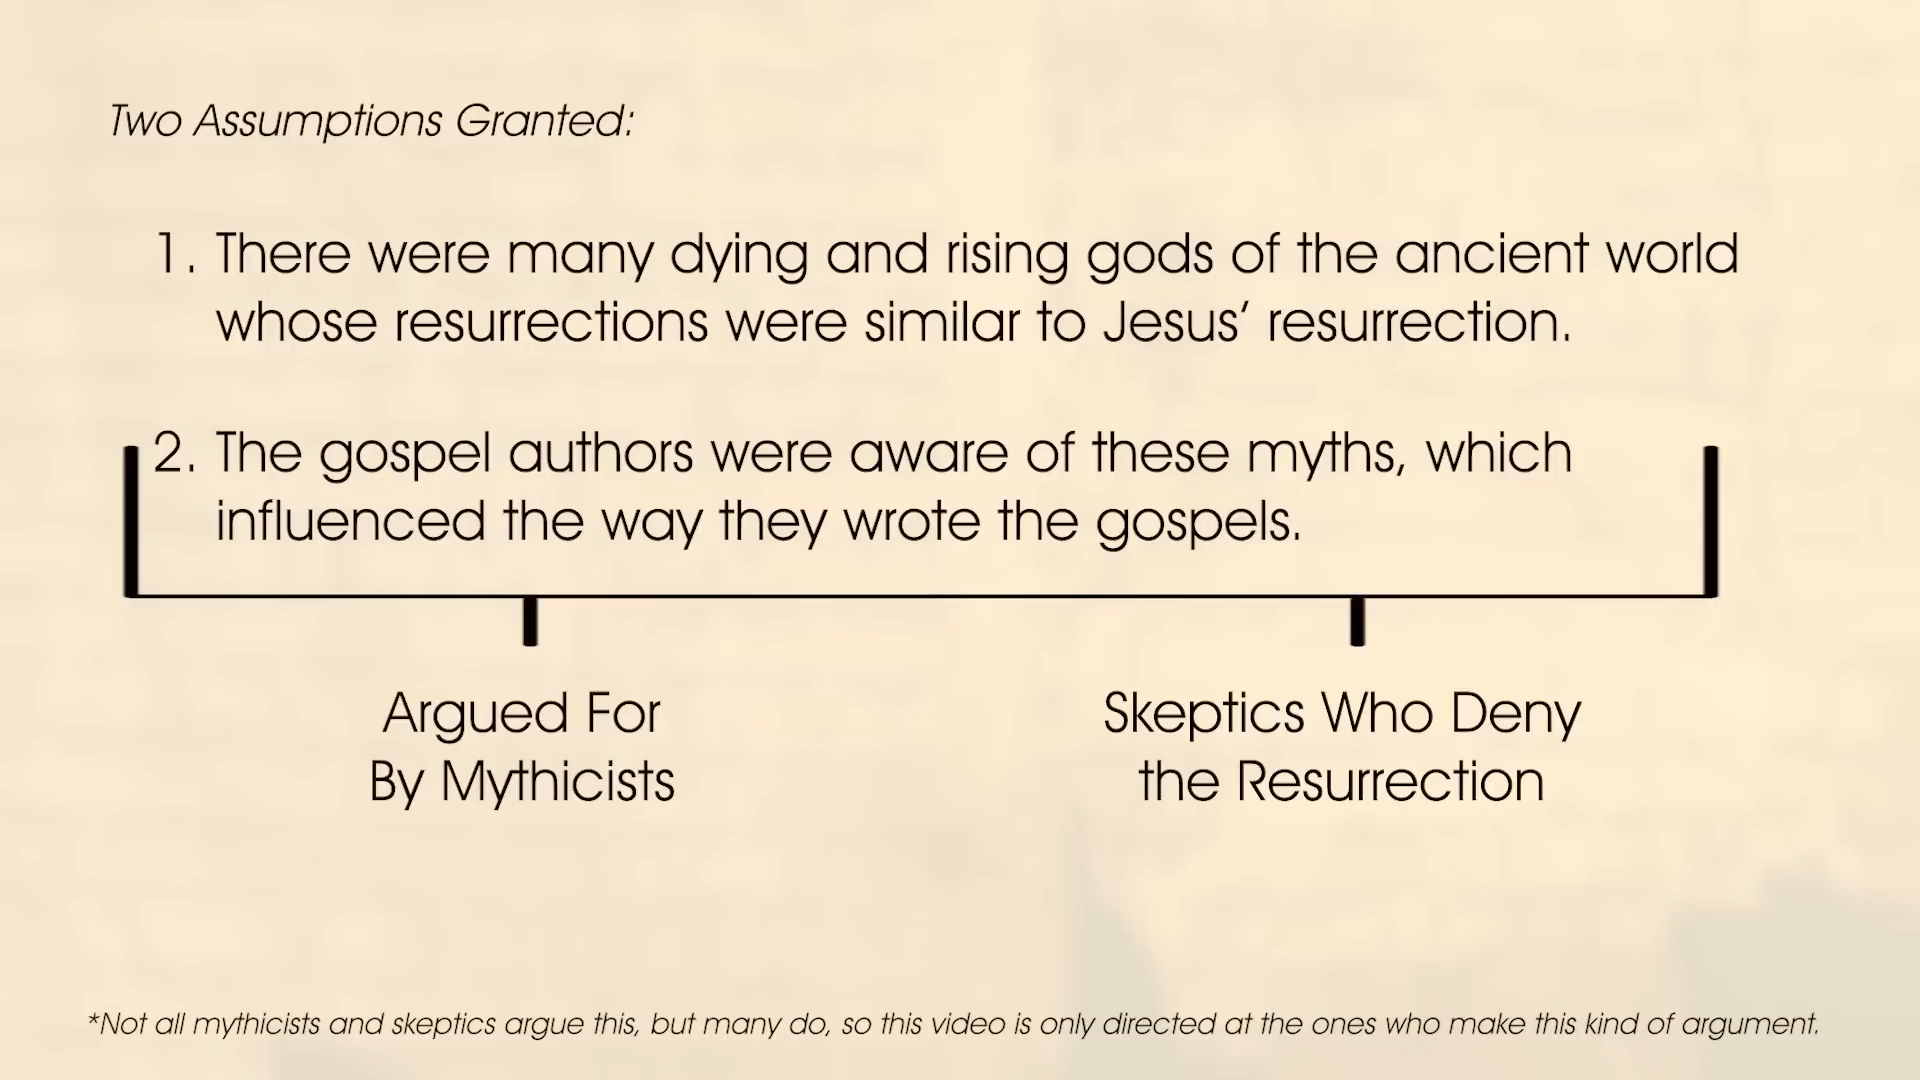 Two Assumptions Granted:
1. There were many dying and rising gods of the ancient world
whose resurrections were similar to Jesus’ resurrection.
2. The gospel authors were aware of these myths, which
influenced the way they wrote the gospels.
Argued For
By Mythicists
Skeptics Who Deny
the Resurrection
*Not all mythicists and skeptics argue this, but many do, so this video is only directed at the ones who make this kind of argument.